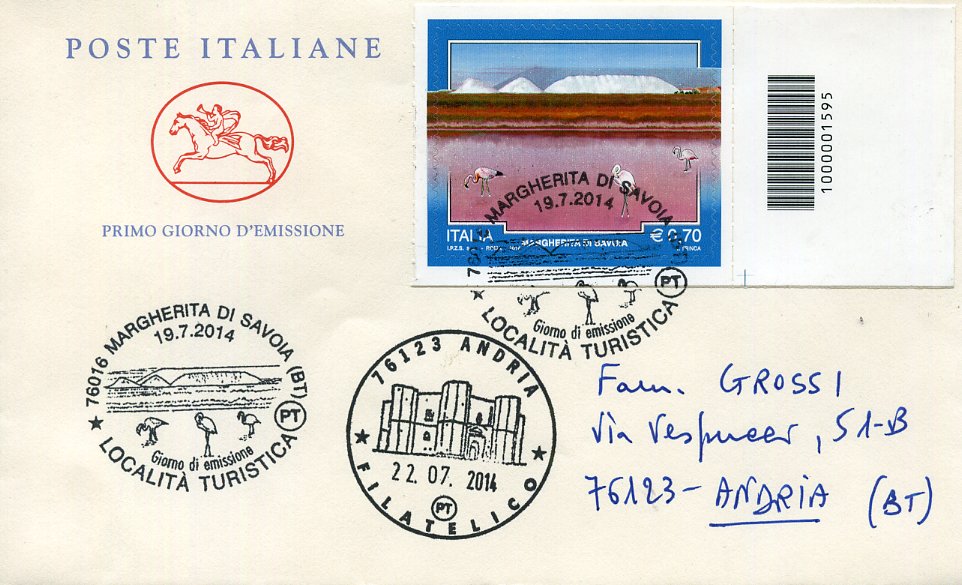 POSTE ITALIANE
PRIMO GIORNO D'EMISSIONE
ITALIA
MARGHERITA DI SAVOIA
€ 0,70
I.P.Z.S.
ROMA
1000001595
76016 MARGHERITA DI SAVOIA
19.7.2014
PT
Giorno di emissione
★ LOCALITÀ TURISTICA
76016 MARGHERITA DI SAVOIA (BT)
19.7.2014
PT
Giorno di emissione
★ LOCALITÀ TURISTICA
76123 ANDRIA
22.07.2014
PT
★ FILATELICO ★
Fam. GROSSI
Via Vespucci, 51-B
76123 - ANDRIA (BT)